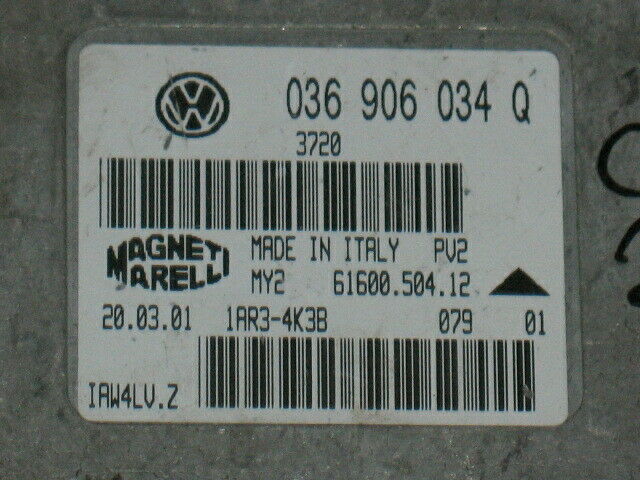 036 906 034 Q
3720
MAGNETI MARELLI
MADE IN ITALY PV2
MY2 61600.504.12
20.03.01 1AR3-4K3B 079 01
IAW4LV.Z